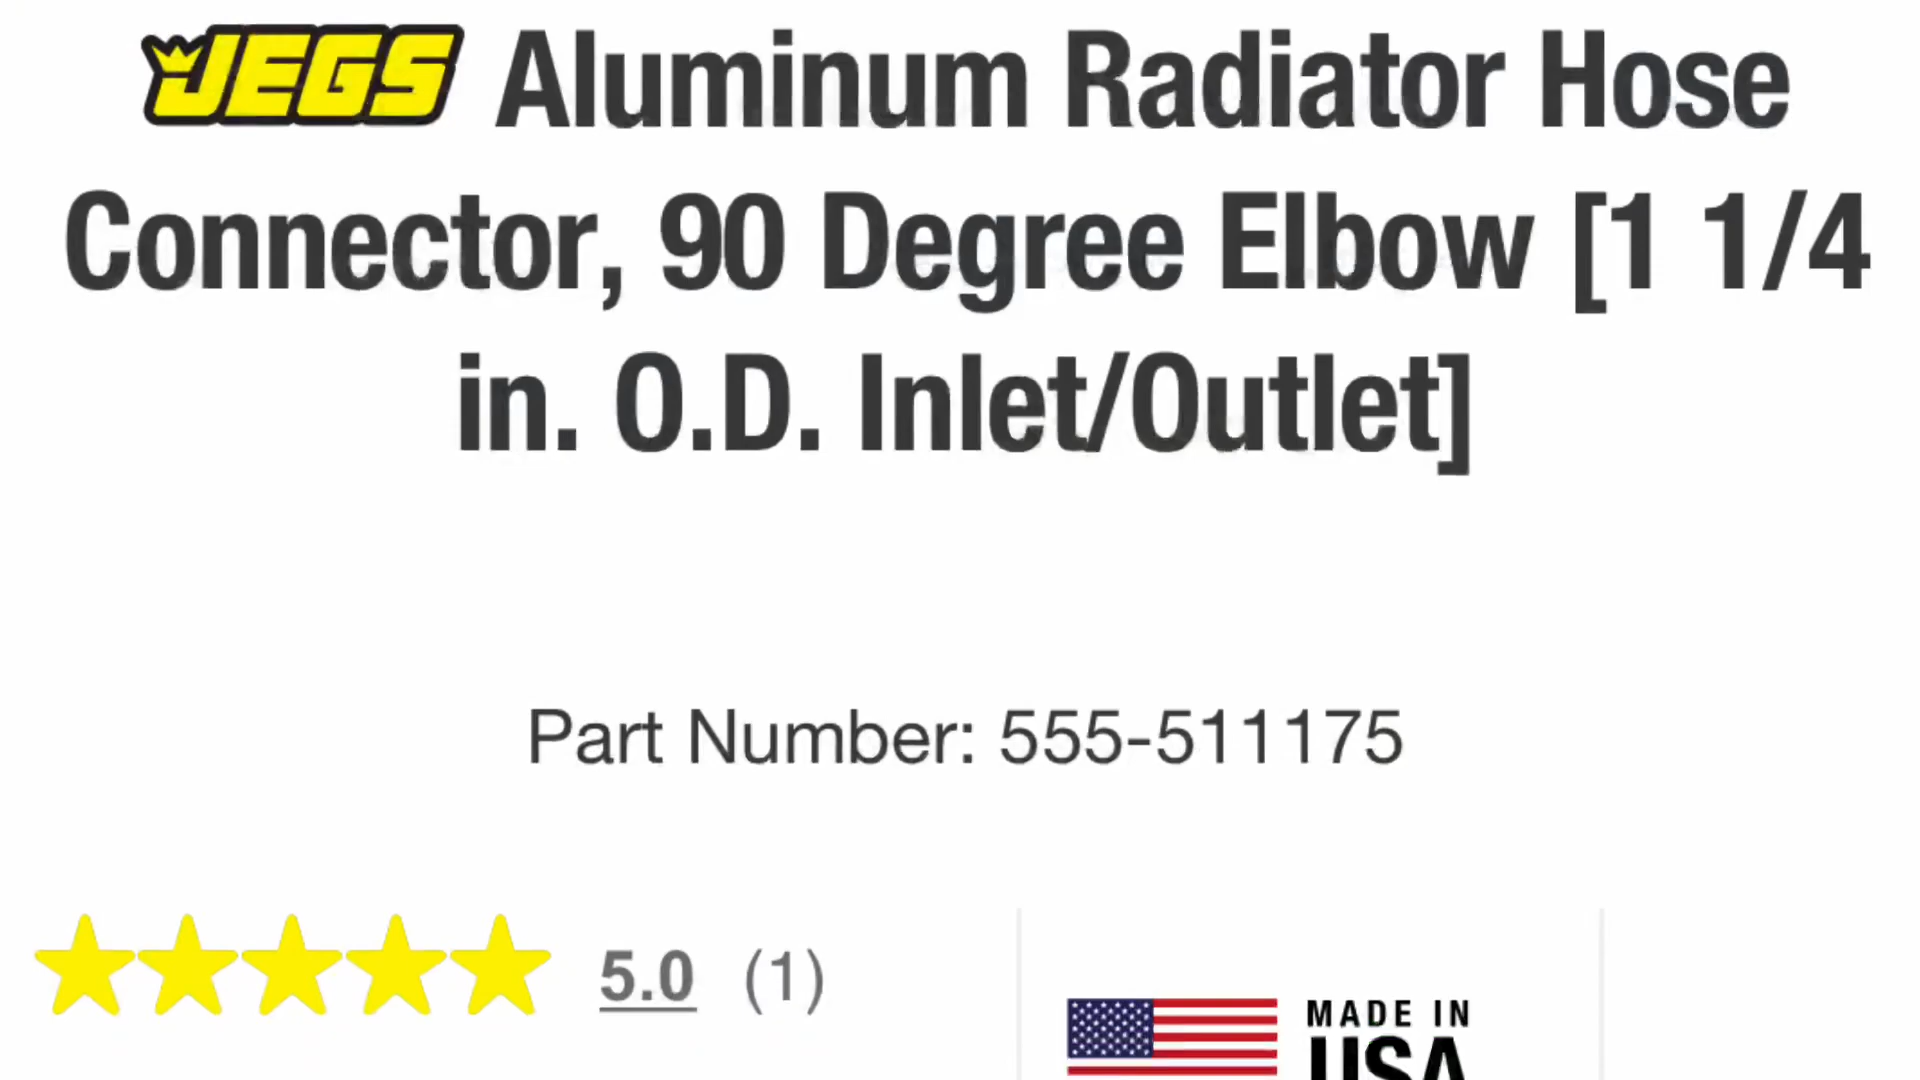 JEGS Aluminum Radiator Hose
Connector, 90 Degree Elbow [1 1/4
in. O.D. Inlet/Outlet]
Part Number: 555-511175
5.0 (1)
MADE IN
USA